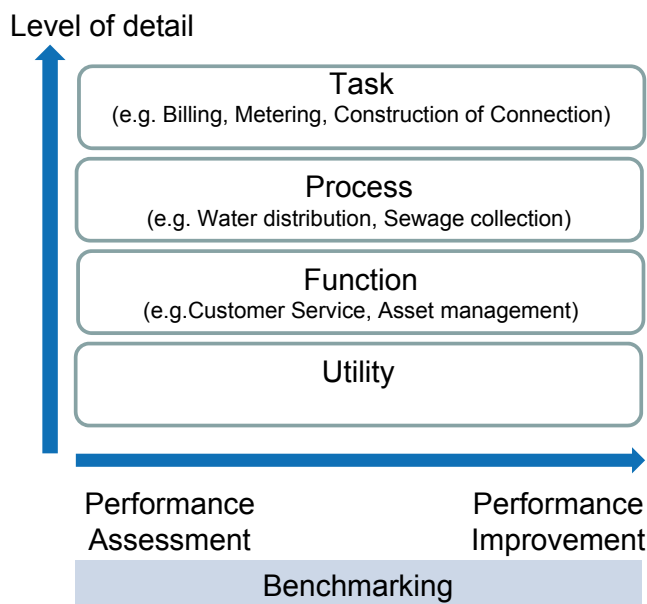 Level of detail
Task
(e.g. Billing, Metering, Construction of Connection)
Process
(e.g. Water distribution, Sewage collection)
Function
(e.g.Customer Service, Asset management)
Utility
Performance
Assessment
Performance
Improvement
Benchmarking